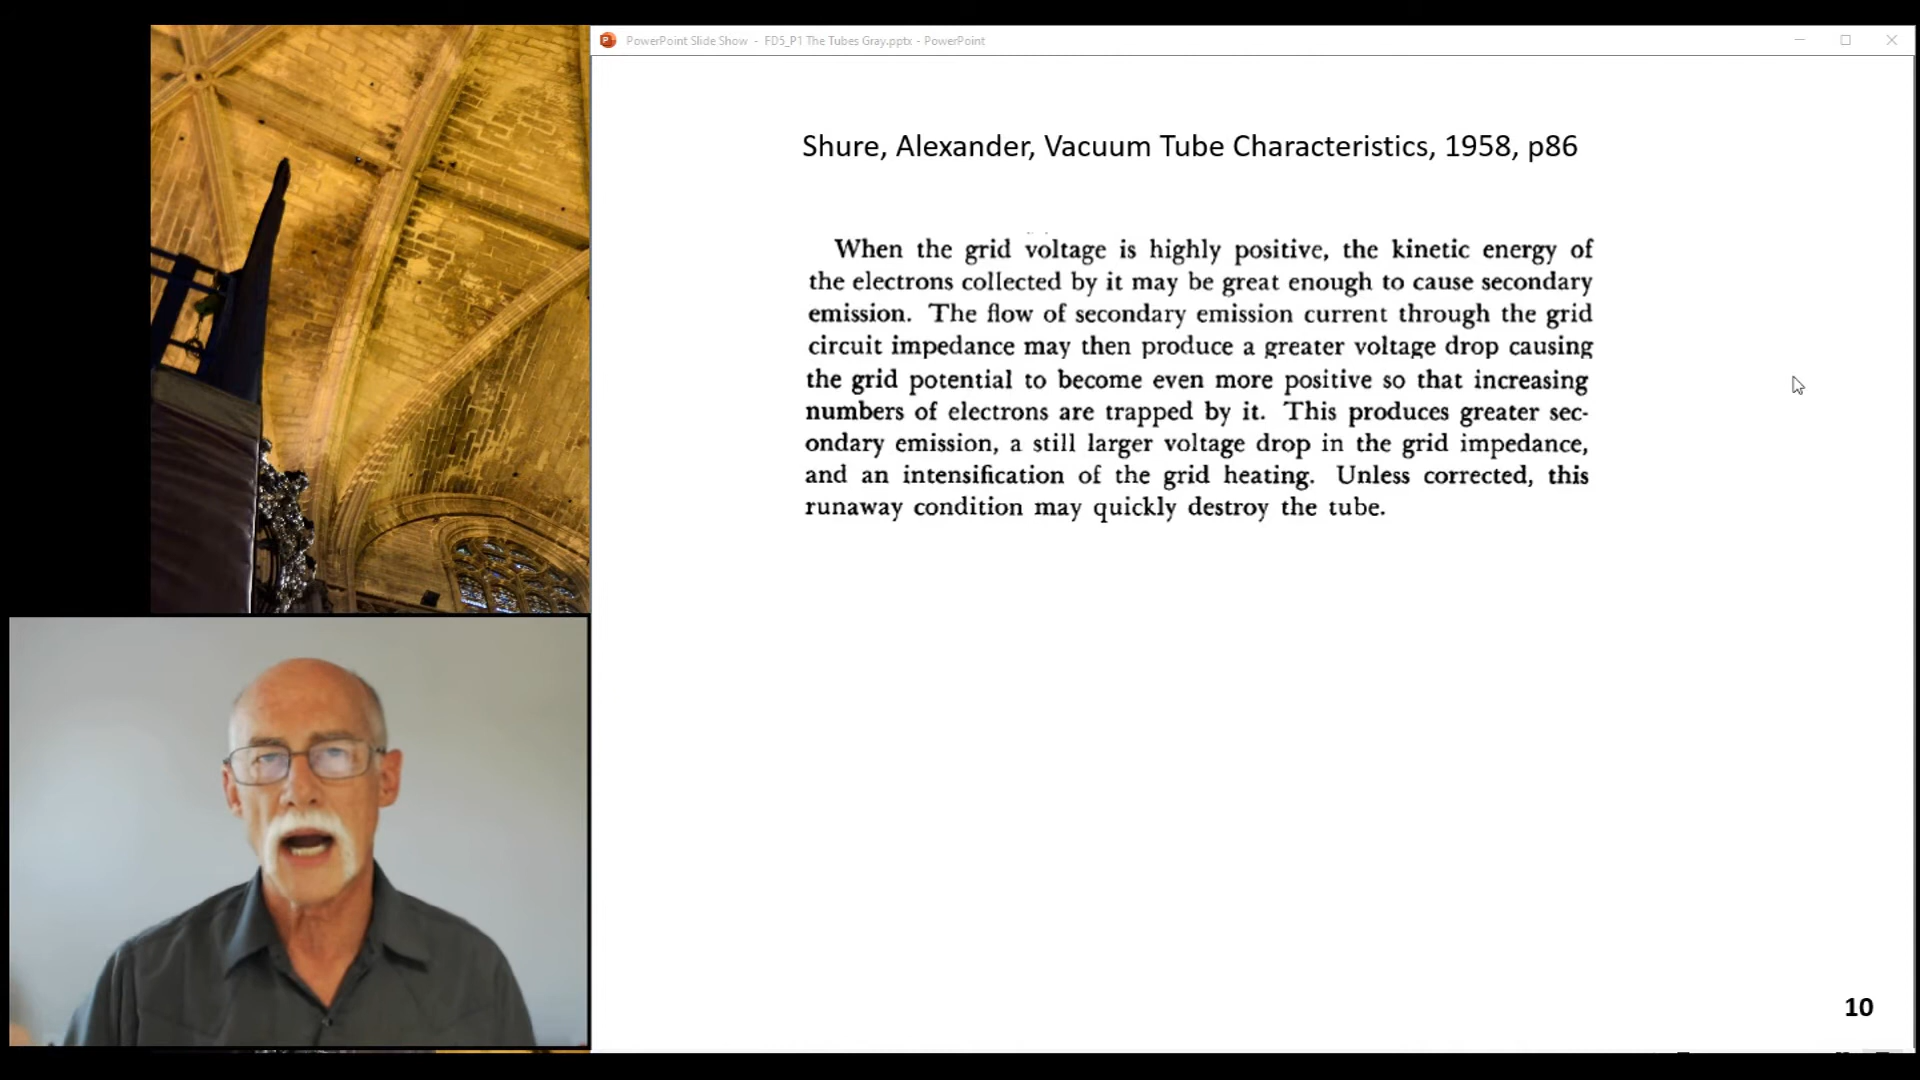 PowerPoint Slide Show - FD5_P1 The Tubes Gray.pptx - PowerPoint
Shure, Alexander, Vacuum Tube Characteristics, 1958, p86
When the grid voltage is highly positive, the kinetic energy of
the electrons collected by it may be great enough to cause secondary
emission. The flow of secondary emission current through the grid
circuit impedance may then produce a greater voltage drop causing
the grid potential to become even more positive so that increasing
numbers of electrons are trapped by it. This produces greater sec-
ondary emission, a still larger voltage drop in the grid impedance,
and an intensification of the grid heating. Unless corrected, this
runaway condition may quickly destroy the tube.
10